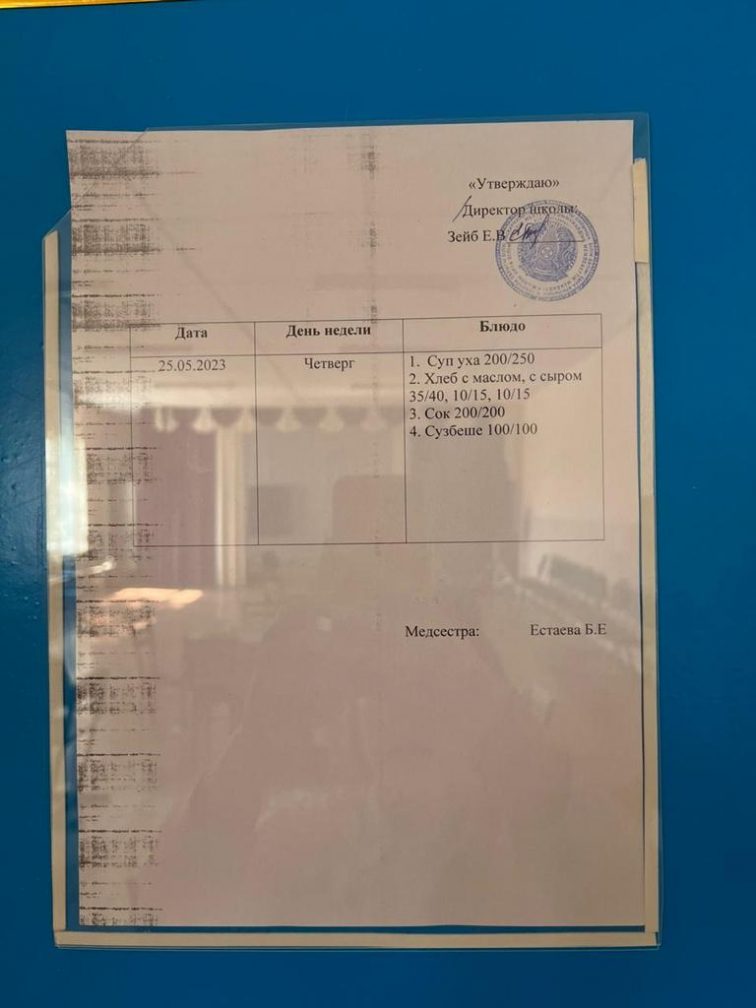 «Утверждаю»
Директор школы:
Зейб Е.В
Дата День недели Блюдо
25.05.2023 Четверг 1. Суп уха 200/250
2. Хлеб с маслом, с сыром
35/40, 10/15, 10/15
3. Сок 200/200
4. Сузбеше 100/100
Медсестра: Естаева Б.Е